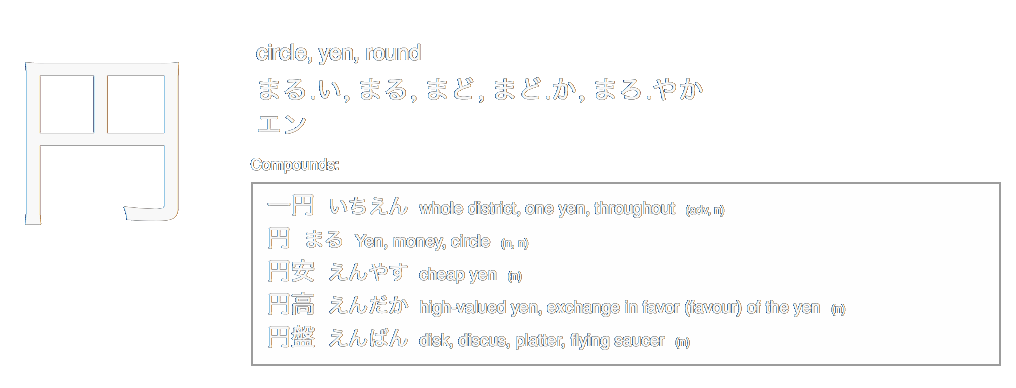 円
circle, yen, round
まる.い, まる, まど, まど.か, まろ.やか
エン
Compounds:
一円 いちえん whole district, one yen, throughout (adv, n)
円 まる Yen, money, circle (n, n)
円安 えんやす cheap yen (n)
円高 えんだか high-valued yen, exchange in favor (favour) of the yen (n)
円盤 えんばん disk, discus, platter, flying saucer (n)